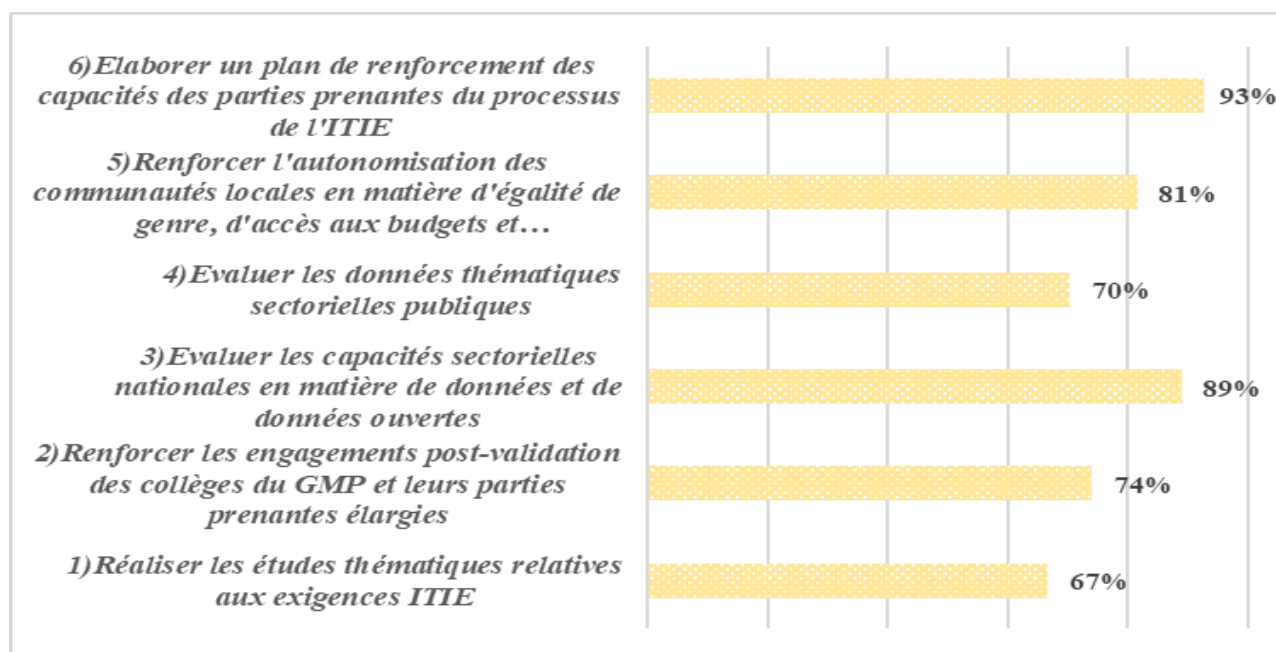 6)Elaborer un plan de renforcement des
capacités des parties prenantes du processus
de l'ITIE
93%
5)Renforcer l'autonomisation des
communautés locales en matière d'égalité de
genre, d'accès aux budgets et…
81%
4)Evaluer les données thématiques
sectorielles publiques
70%
3)Evaluer les capacités sectorielles
nationales en matière de données et de
données ouvertes
89%
2)Renforcer les engagements post-validation
des collèges du GMP et leurs parties
prenantes élargies
74%
1)Réaliser les études thématiques relatives
aux exigences ITIE
67%